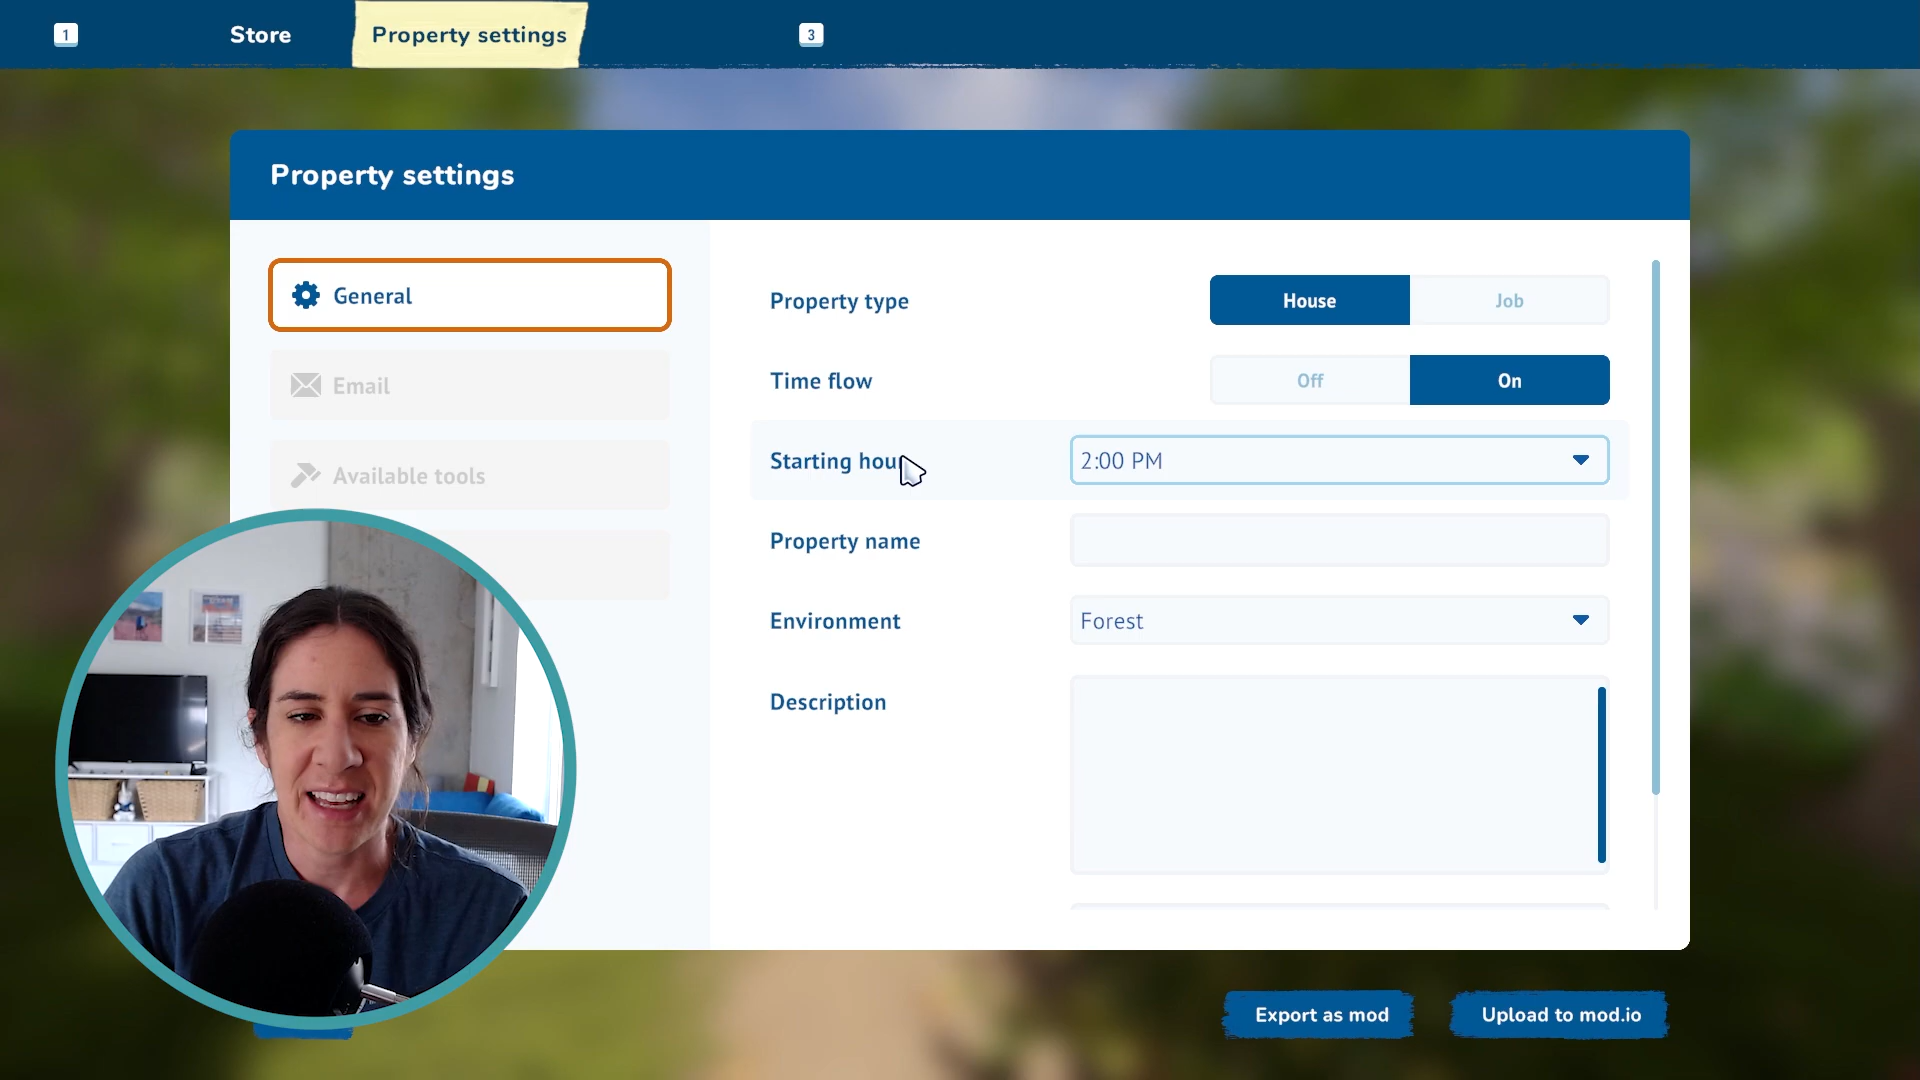 1
Store
Property settings
3
Property settings
General
Email
Available tools
Property type
House
Job
Time flow
Off
On
Starting hour
2:00 PM
Property name
Environment
Forest
Description
Export as mod
Upload to mod.io